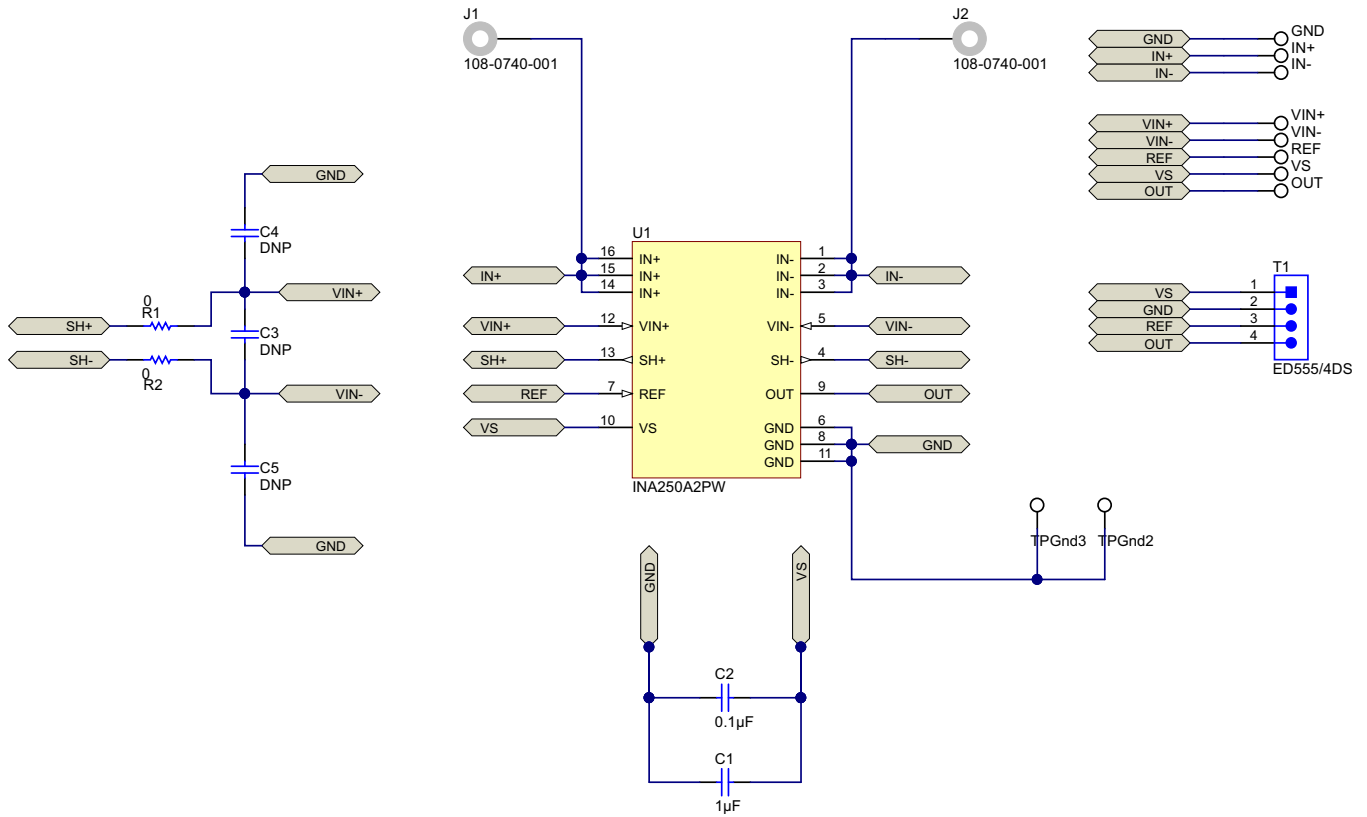 J1
108-0740-001
J2
108-0740-001
GND GND
IN+ IN+
IN- IN-
VIN+ VIN+
VIN- VIN-
REF REF
VS VS
OUT OUT
GND
C4
DNP
VIN+
0
R1
SH+
C3
DNP
SH-
0
R2
VIN-
C5
DNP
GND
U1
16 IN+ IN- 1
IN+ 15 IN+ IN- 2 IN-
14 IN+ IN- 3
VIN+ 12 VIN+ VIN- 5 VIN-
SH+ 13 SH+ SH- 4 SH-
REF 7 REF OUT 9 OUT
VS 10 VS GND 6
GND 8 GND
GND 11
INA250A2PW
T1
VS 1
GND 2
REF 3
OUT 4
ED555/4DS
TPGnd3 TPGnd2
GND VS
C2
0.1µF
C1
1µF